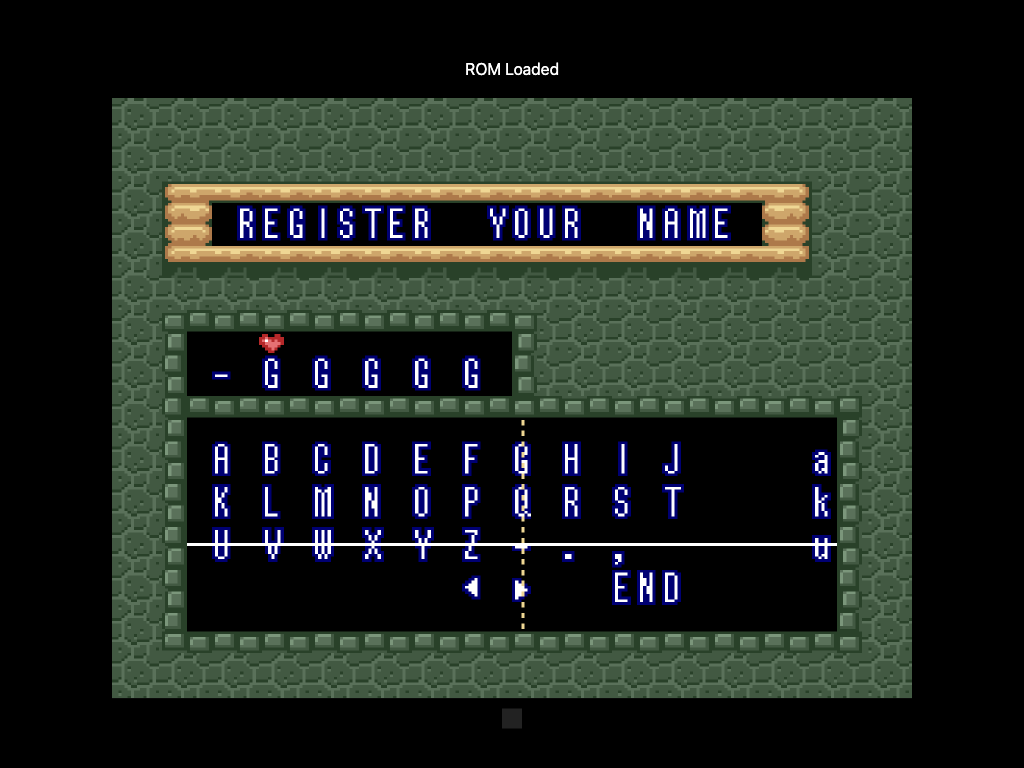 ROM Loaded
REGISTER YOUR NAME
- G G G G G
A B C D E F G H I J a
K L M N O P Q R S T k
U V W X Y Z - . , u
END